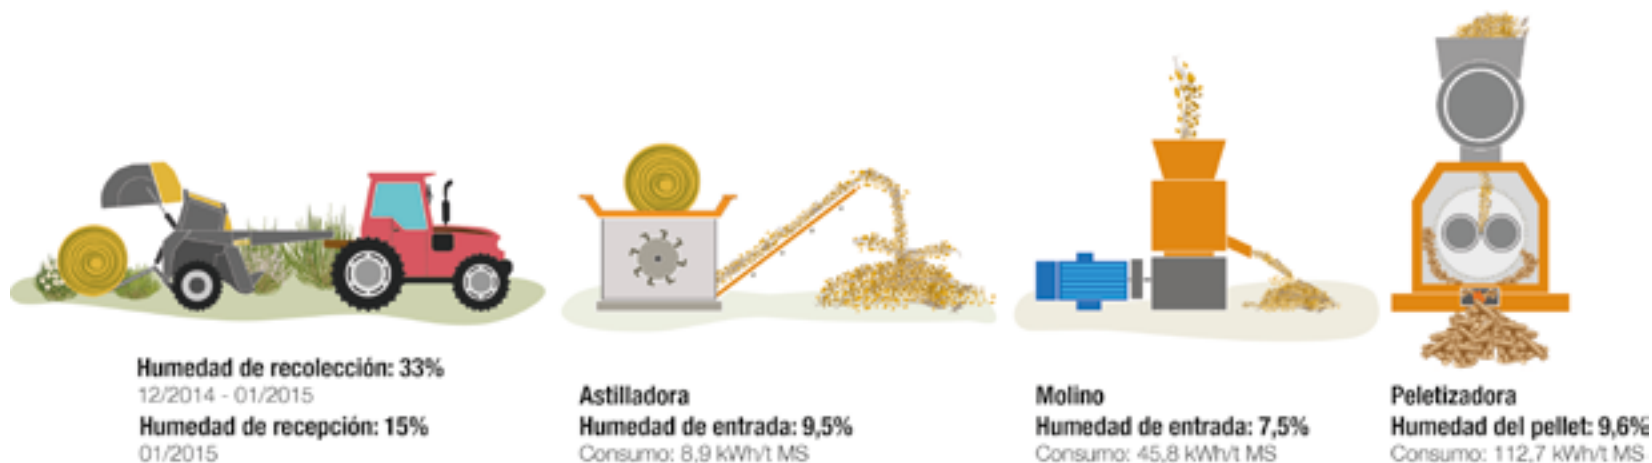 Humedad de recolección: 33%
12/2014 - 01/2015
Humedad de recepción: 15%
01/2015
Astilladora
Humedad de entrada: 9,5%
Consumo: 8,9 kWh/t MS
Molino
Humedad de entrada: 7,5%
Consumo: 45,8 kWh/t MS
Peletizadora
Humedad del pellet: 9,6%
Consumo: 112,7 kWh/t MS